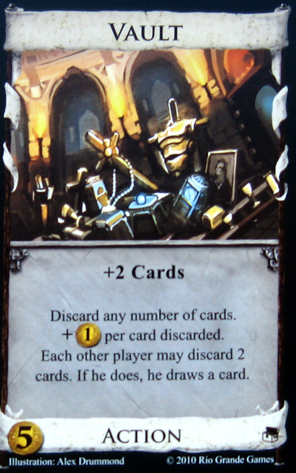 VAULT
+2 Cards
Discard any number of cards.
+ 1 per card discarded.
Each other player may discard 2
cards. If he does, he draws a card.
5 ACTION
Illustration: Alex Drummond © 2010 Rio Grande Games